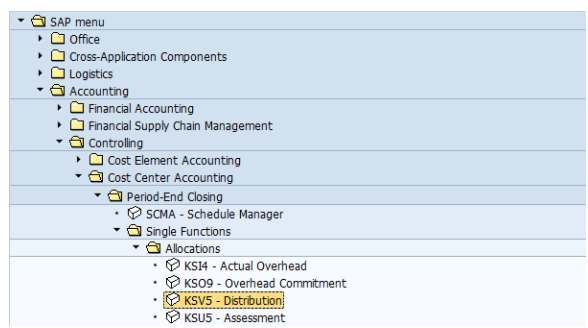 SAP menu
Office
Cross-Application Components
Logistics
Accounting
Financial Accounting
Financial Supply Chain Management
Controlling
Cost Element Accounting
Cost Center Accounting
Period-End Closing
SCMA - Schedule Manager
Single Functions
Allocations
KSI4 - Actual Overhead
KSO9 - Overhead Commitment
KSV5 - Distribution
KSU5 - Assessment